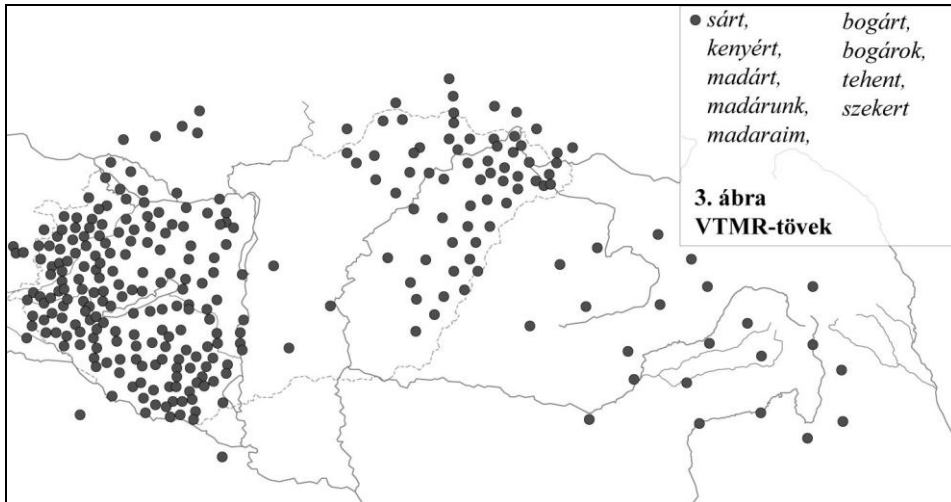 sárt,
kenyért,
madárt,
madárunk,
madaraim,
bogárt,
bogárok,
tehent,
szekert
3. ábra
VTMR-tövek